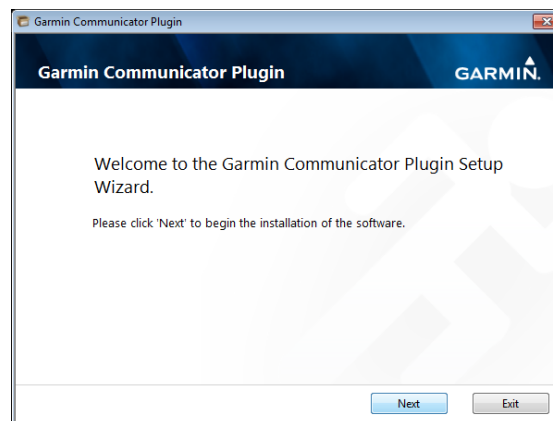 Garmin Communicator Plugin
Garmin Communicator Plugin
GARMIN.
Welcome to the Garmin Communicator Plugin Setup
Wizard.
Please click 'Next' to begin the installation of the software.
Next
Exit